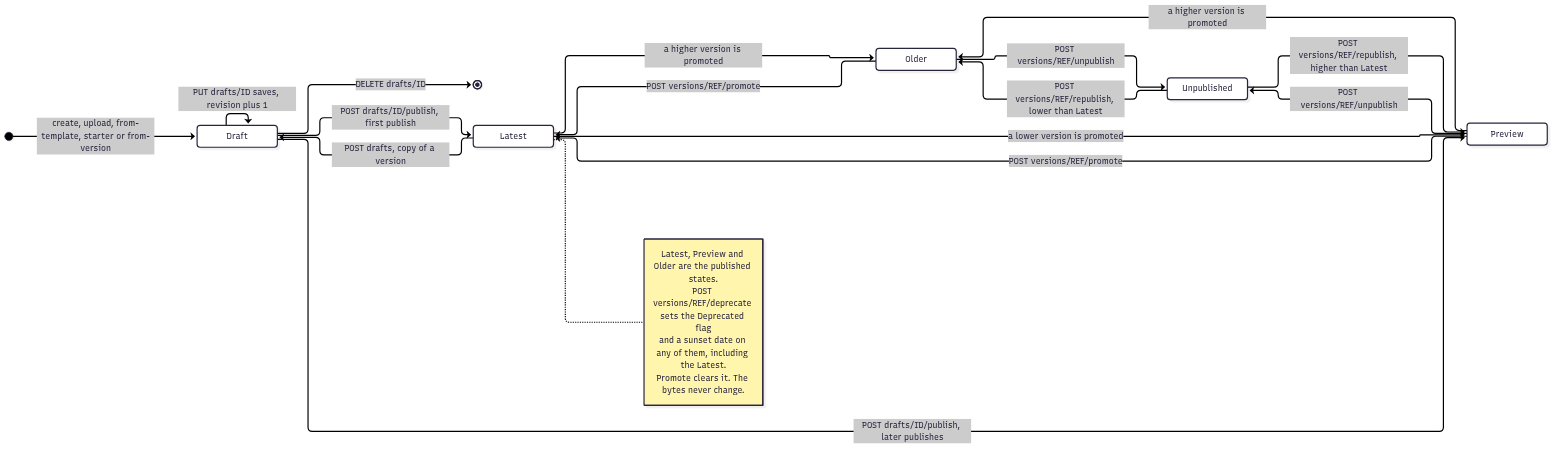 a higher version is
promoted
a higher version is
promoted
POST
versions/REF/unpublish
POST
versions/REF/republish,
higher than Latest
Older
DELETE drafts/ID
POST versions/REF/promote
POST
versions/REF/republish,
lower than Latest
Unpublished
POST
versions/REF/unpublish
PUT drafts/ID saves,
revision plus 1
create, upload, from-
template, starter or from-
version
Draft
POST drafts/ID/publish,
first publish
POST drafts, copy of a
version
Latest
a lower version is promoted
POST versions/REF/promote
Preview
Latest, Preview and
Older are the published
states.
POST
versions/REF/deprecate
sets the Deprecated
flag
and a sunset date on
any of them, including
the Latest.
Promote clears it. The
bytes never change.
POST drafts/ID/publish,
later publishes